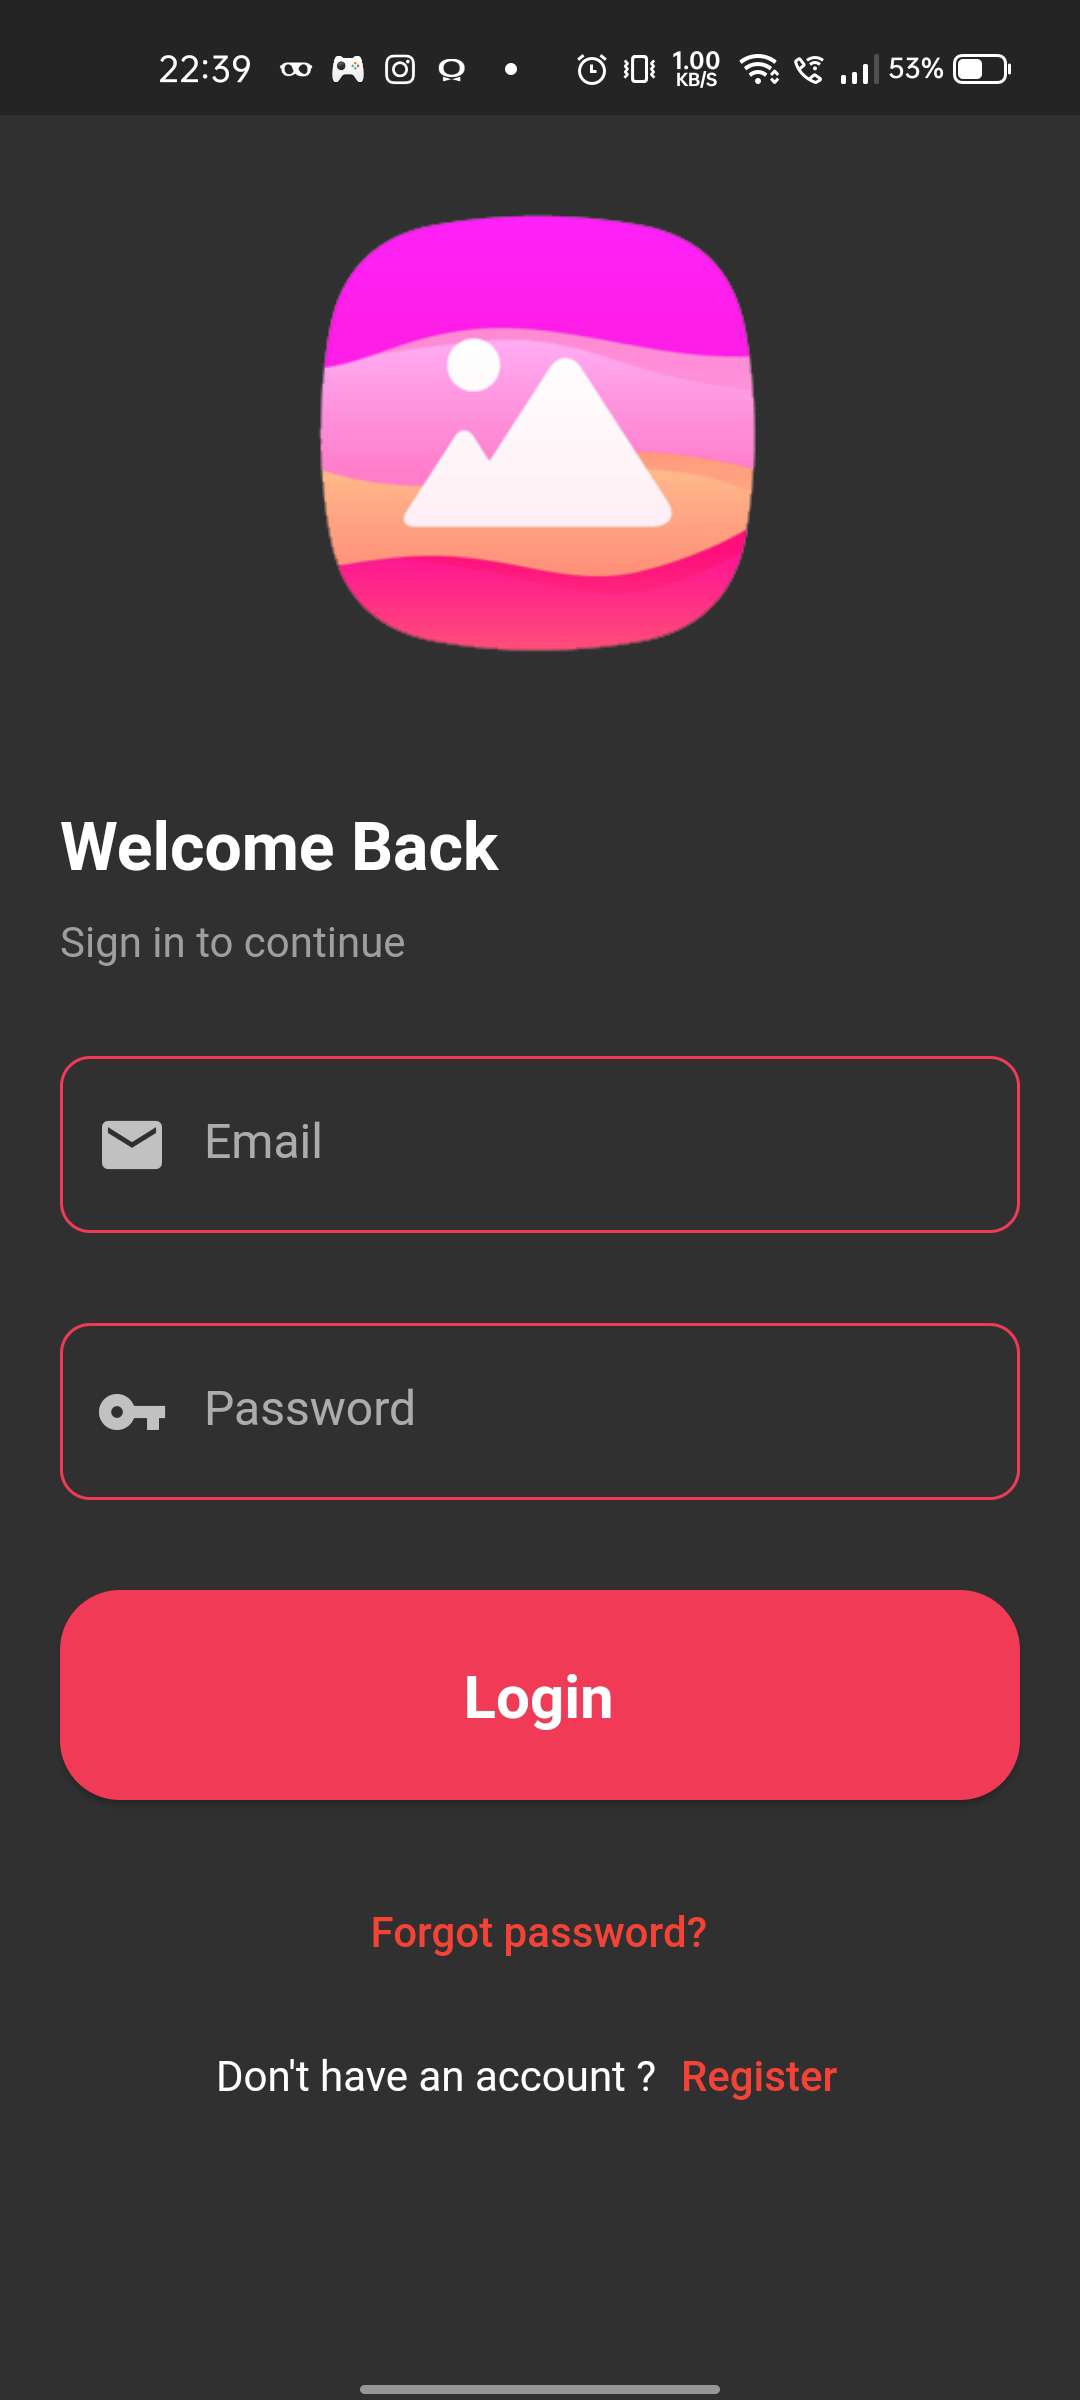 22:39 1.00 KB/S 53%
Welcome Back
Sign in to continue
Email
Password
Login
Forgot password?
Don't have an account ? Register